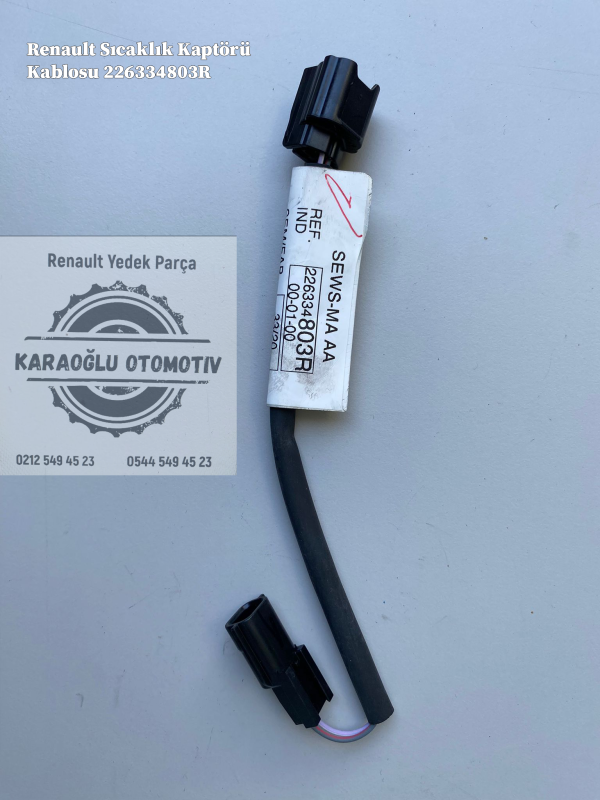 Renault Sıcaklık Kaptörü
Kablosu 226334803R
Renault Yedek Parça
KARAOĞLU OTOMOTIV
0212 549 45 23 0544 549 45 23
SEWS-MA AA
REF. 226334803R
IND 00-01-00